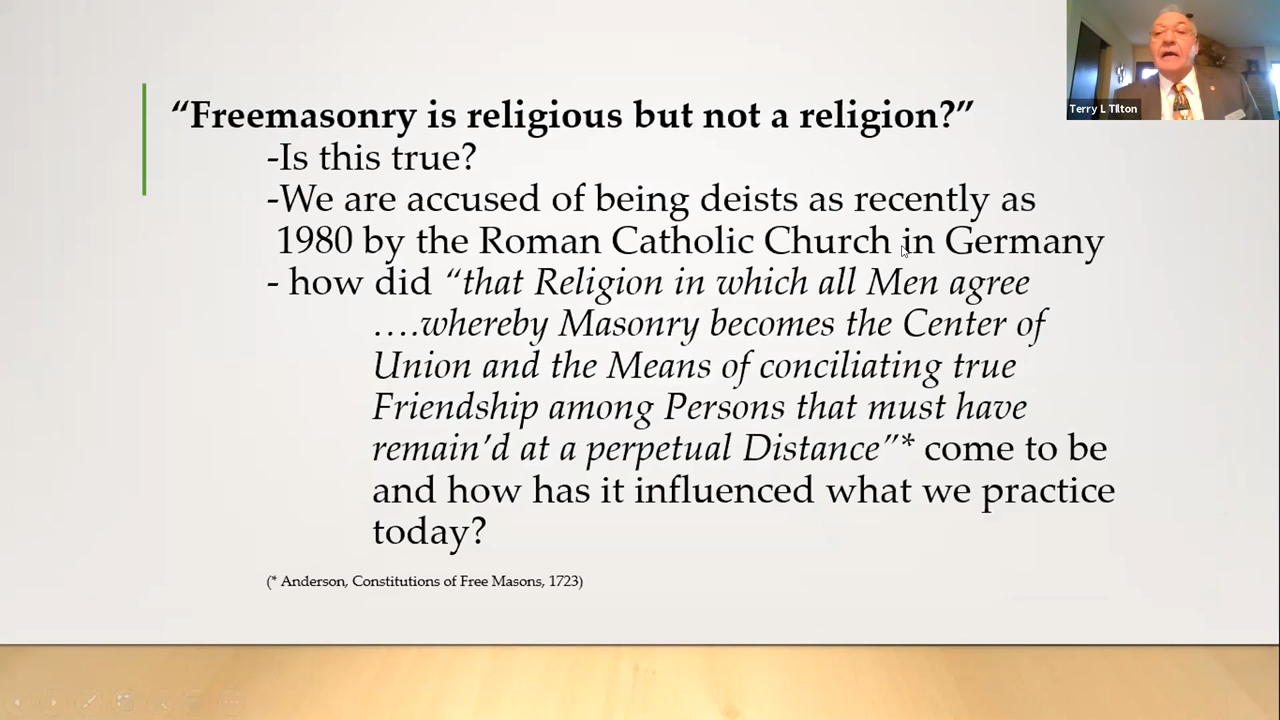 “Freemasonry is religious but not a religion?”
-Is this true?
-We are accused of being deists as recently as
1980 by the Roman Catholic Church in Germany
- how did “that Religion in which all Men agree
….whereby Masonry becomes the Center of
Union and the Means of conciliating true
Friendship among Persons that must have
remain’d at a perpetual Distance”* come to be
and how has it influenced what we practice
today?
(* Anderson, Constitutions of Free Masons, 1723)
Terry L Tilton